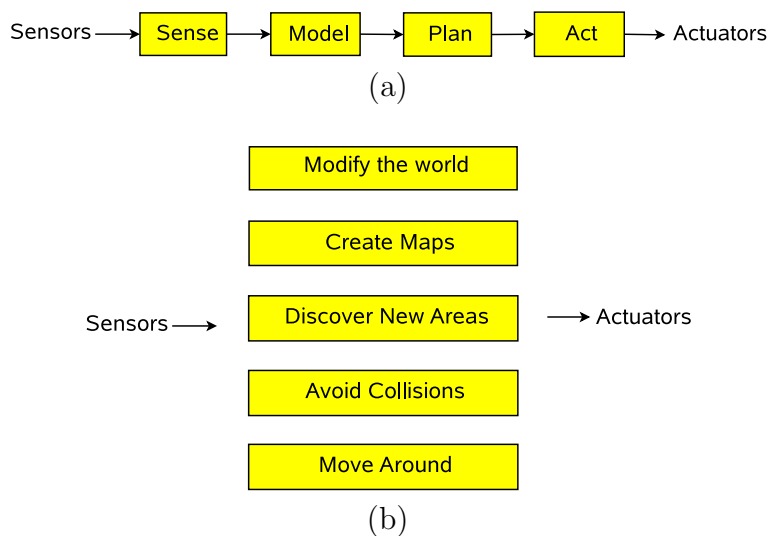 Sensors Sense Model Plan Act Actuators
(a)
Modify the world
Create Maps
Sensors Discover New Areas Actuators
Avoid Collisions
Move Around
(b)